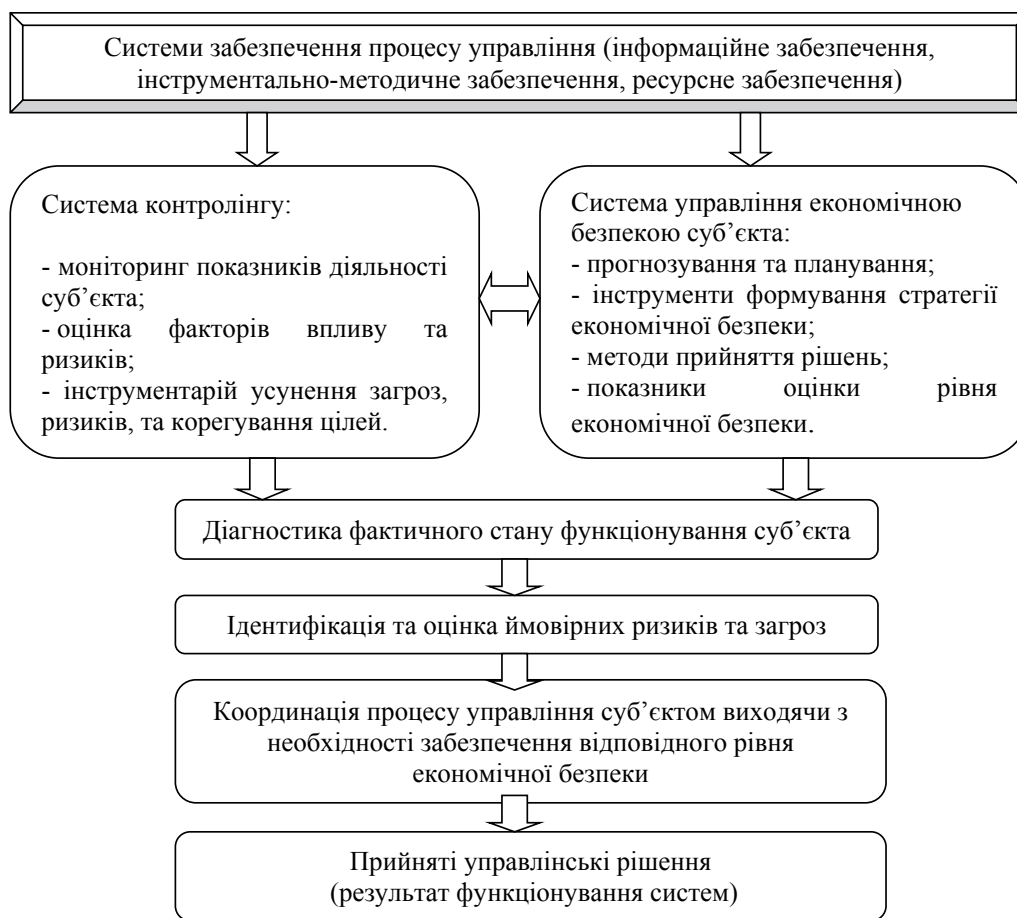 Системи забезпечення процесу управління (інформаційне забезпечення,
інструментально-методичне забезпечення, ресурсне забезпечення)
Система контролінгу:
- моніторинг показників діяльності
суб’єкта;
- оцінка факторів впливу та
ризиків;
- інструментарій усунення загроз,
ризиків, та корегування цілей.
Система управління економічною
безпекою суб’єкта:
- прогнозування та планування;
- інструменти формування стратегії
економічної безпеки;
- методи прийняття рішень;
- показники оцінки рівня
економічної безпеки.
Діагностика фактичного стану функціонування суб’єкта
Ідентифікація та оцінка ймовірних ризиків та загроз
Координація процесу управління суб’єктом виходячи з
необхідності забезпечення відповідного рівня
економічної безпеки
Прийняті управлінські рішення
(результат функціонування систем)